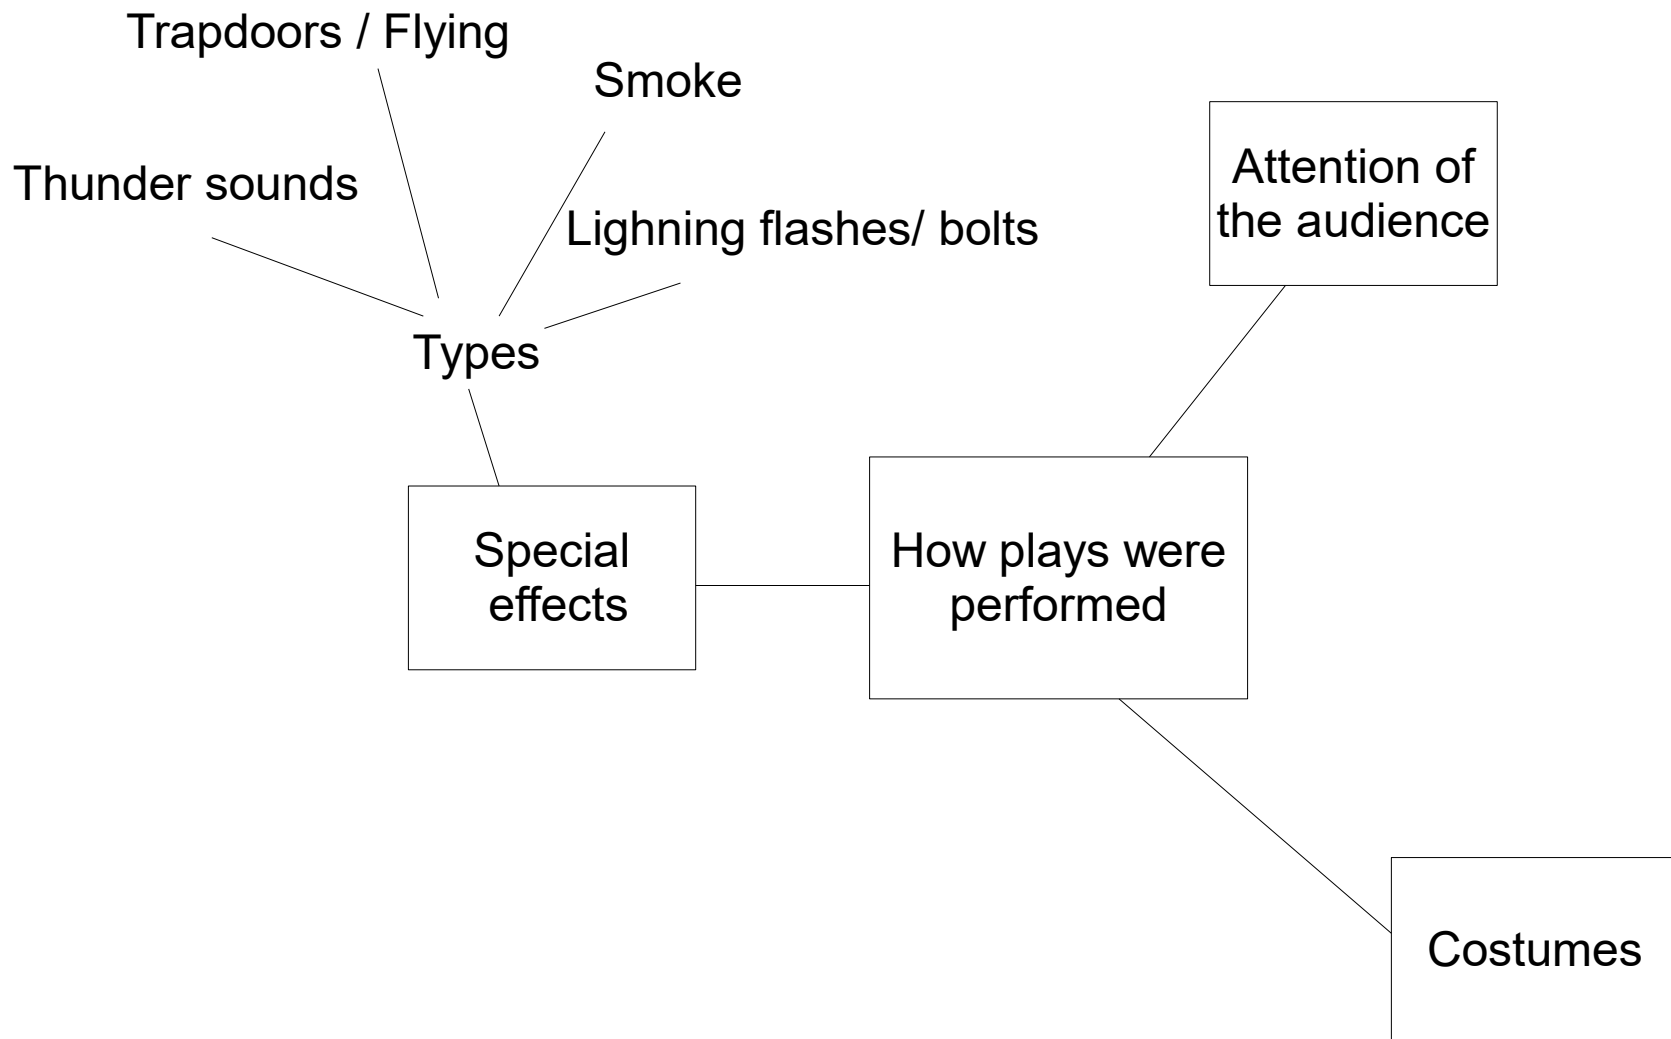 Trapdoors / Flying
Smoke
Thunder sounds
Lighning flashes/ bolts
Types
Attention of
the audience
Special
effects
How plays were
performed
Costumes